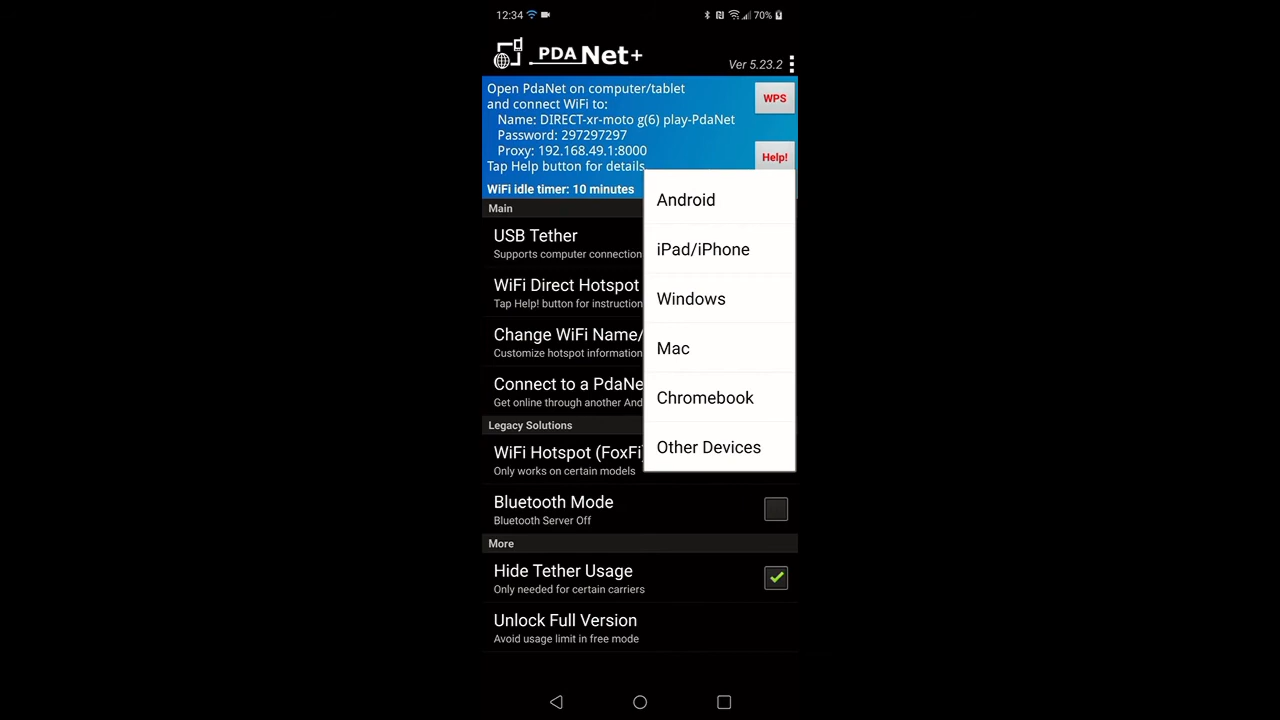 12:34
70%
PDA Net+
Ver 5.23.2
Open PdaNet on computer/tablet
and connect WiFi to:
Name: DIRECT-xr-moto g(6) play-PdaNet
Password: 297297297
Proxy: 192.168.49.1:8000
Tap Help button for details.
WiFi idle timer: 10 minutes
WPS
Help!
Main
USB Tether
Supports computer connection
WiFi Direct Hotspot
Tap Help! button for instruction
Change WiFi Name/
Customize hotspot information
Connect to a PdaNe
Get online through another And
Legacy Solutions
WiFi Hotspot (FoxFi)
Only works on certain models
Bluetooth Mode
Bluetooth Server Off
More
Hide Tether Usage
Only needed for certain carriers
Unlock Full Version
Avoid usage limit in free mode
Android
iPad/iPhone
Windows
Mac
Chromebook
Other Devices